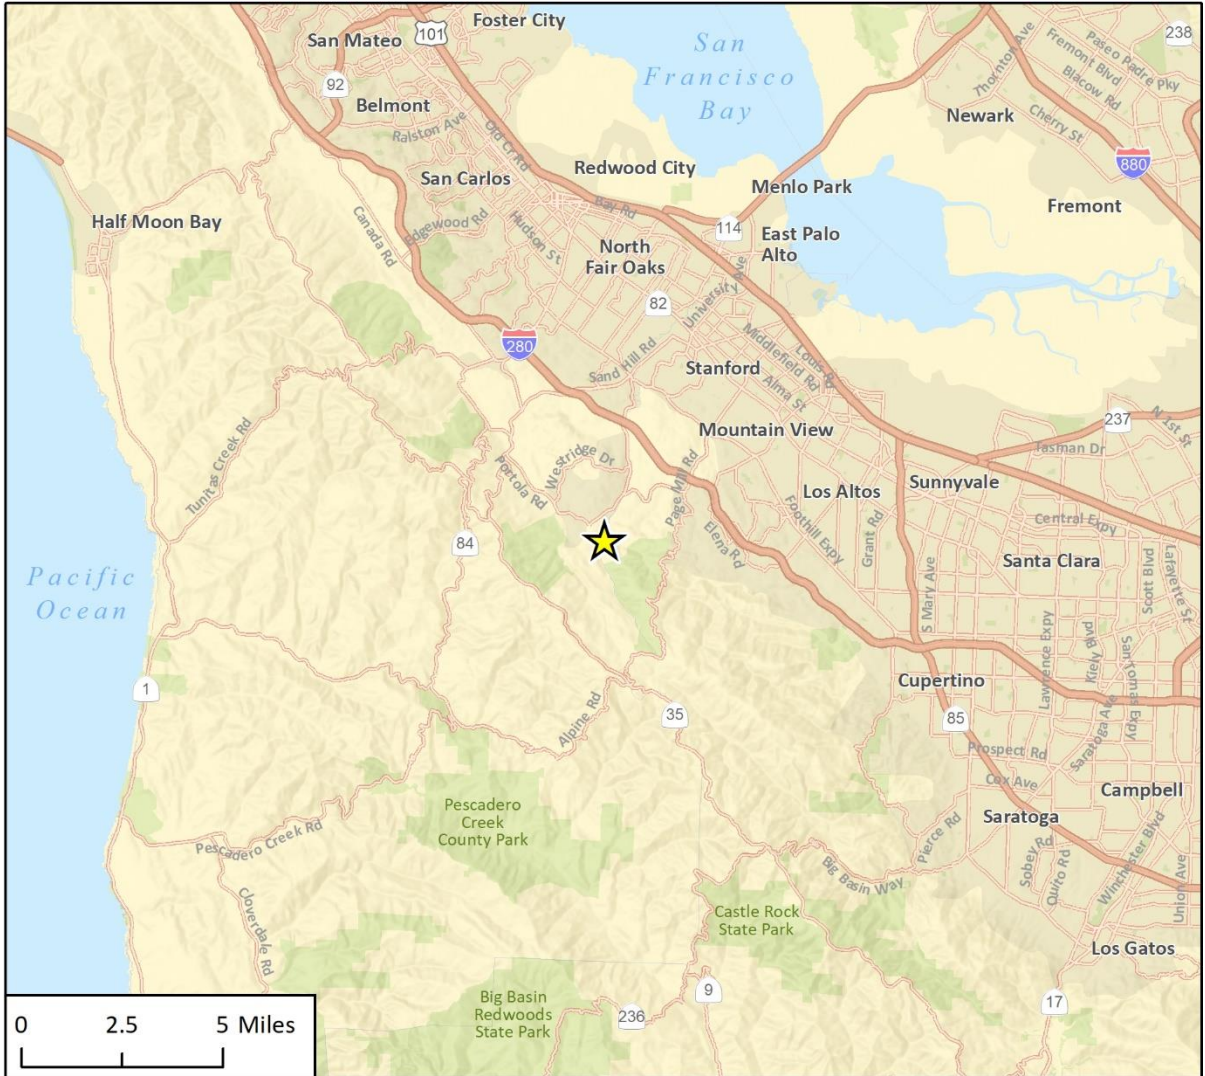 Foster City
San Mateo
101
San
Francisco
Bay
238
Paseo Padre Pky
Fremont Blvd
Blacow Rd
Thornton Ave
92
Belmont
Newark
Cherry St
Ralston Ave
Old Cr Rd
880
Redwood City
San Carlos
Menlo Park
Bay Rd
Fremont
Half Moon Bay
Canada Rd
Edgewood Rd
Hudson St
114
East Palo
Alto
North
Fair Oaks
University Ave
82
280
Sand Hill Rd
Middlefield Rd
Louis Rd
Stanford
Alma St
Tunitas Creek Rd
Mountain View
237
N 1st St
Tasman Dr
Westridge Dr
Portola Rd
Page Mill Rd
Los Altos
Sunnyvale
Foothill Expy
Grant Rd
Central Expy
84
Elena Rd
Santa Clara
Scott Blvd
Lafayette St
Pacific
Ocean
S Mary Ave
Lawrence Expy
Kiely Blvd
San Tomas Expy
1
Cupertino
Alpine Rd
35
85
Saratoga Ave
Prospect Rd
Cox Ave
Campbell
Pescadero
Creek
County Park
Saratoga
Pescadero Creek Rd
Pierce Rd
Sobey Rd
Quito Rd
Winchester Blvd
Union Ave
Big Basin Way
Cloverdale Rd
Castle Rock
State Park
Los Gatos
9
17
Big Basin
Redwoods
State Park
236
0 2.5 5 Miles